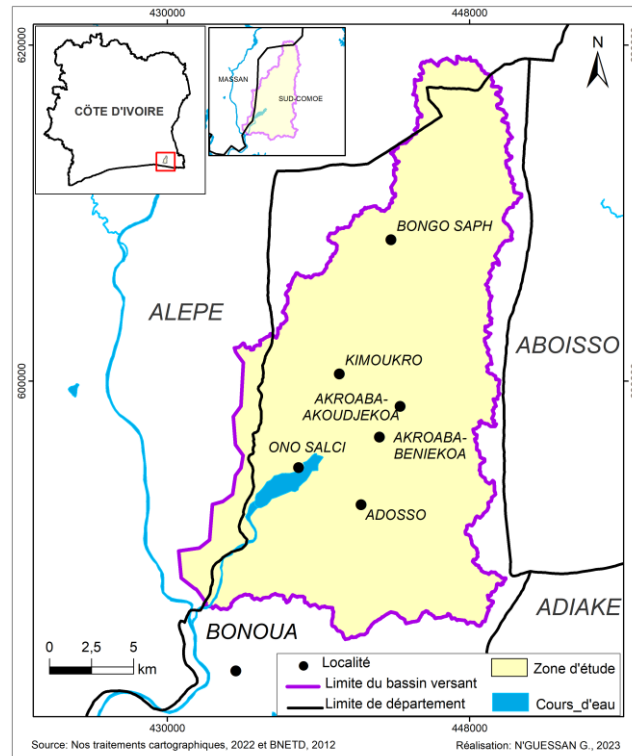 430000
448000
620000
CÖTE D'IVOIRE
MASSAN
SUD-COMOE
N
BONGO SAPH
ALEPE
ABOISSO
KIMOUKRO
600000
AKROABA-
AKOUDJEKOA
AKROABA-
BENIEKOA
ONO SALCI
ADOSSO
ADIAKE
BONOUA
0 2,5 5
km
Localité
Limite du bassin versant
Limite de département
Zone d'étude
Cours_d'eau
430000
448000
Source: Nos traitements cartographiques, 2022 et BNETD, 2012
Réalisation: N'GUESSAN G., 2023